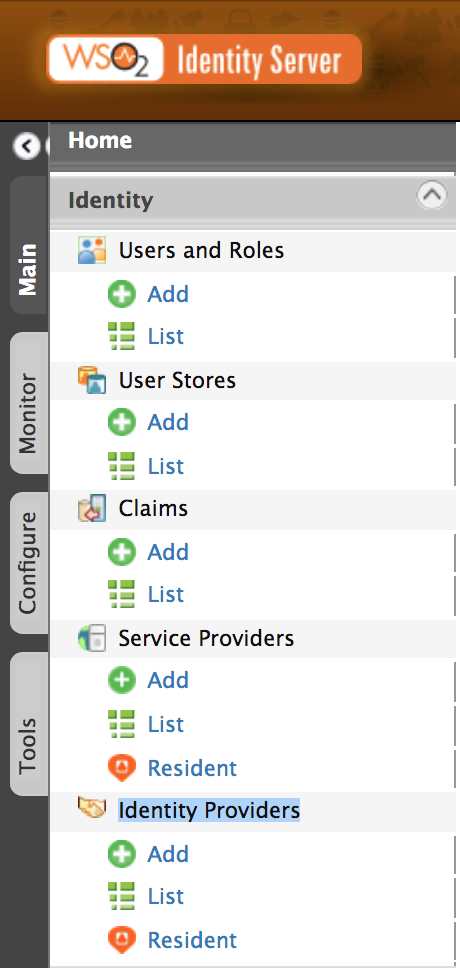 WSO2 Identity Server
Home
Identity
Main
Monitor
Configure
Tools
Users and Roles
Add
List
User Stores
Add
List
Claims
Add
List
Service Providers
Add
List
Resident
Identity Providers
Add
List
Resident